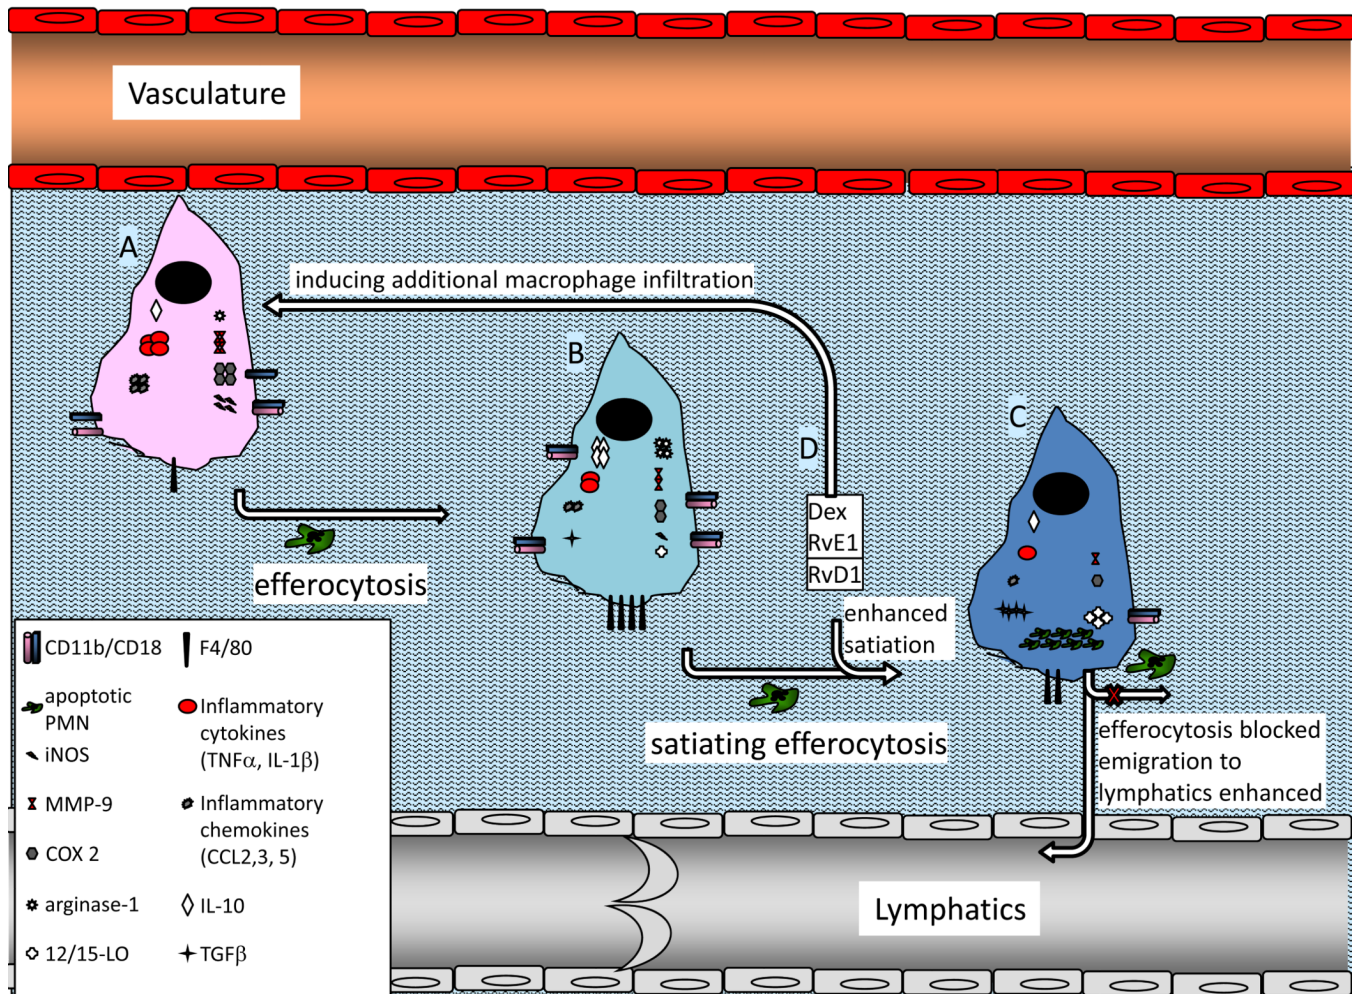 Vasculature
A
inducing additional macrophage infiltration
B
D
C
Dex
RvE1
RvD1
efferocytosis
enhanced
satiation
satiating efferocytosis
efferocytosis blocked
emigration to
lymphatics enhanced
CD11b/CD18
F4/80
apoptotic
PMN
Inflammatory
cytokines
(TNFα, IL-1β)
iNOS
MMP-9
Inflammatory
chemokines
(CCL2,3, 5)
COX 2
arginase-1
IL-10
12/15-LO
TGFβ
Lymphatics